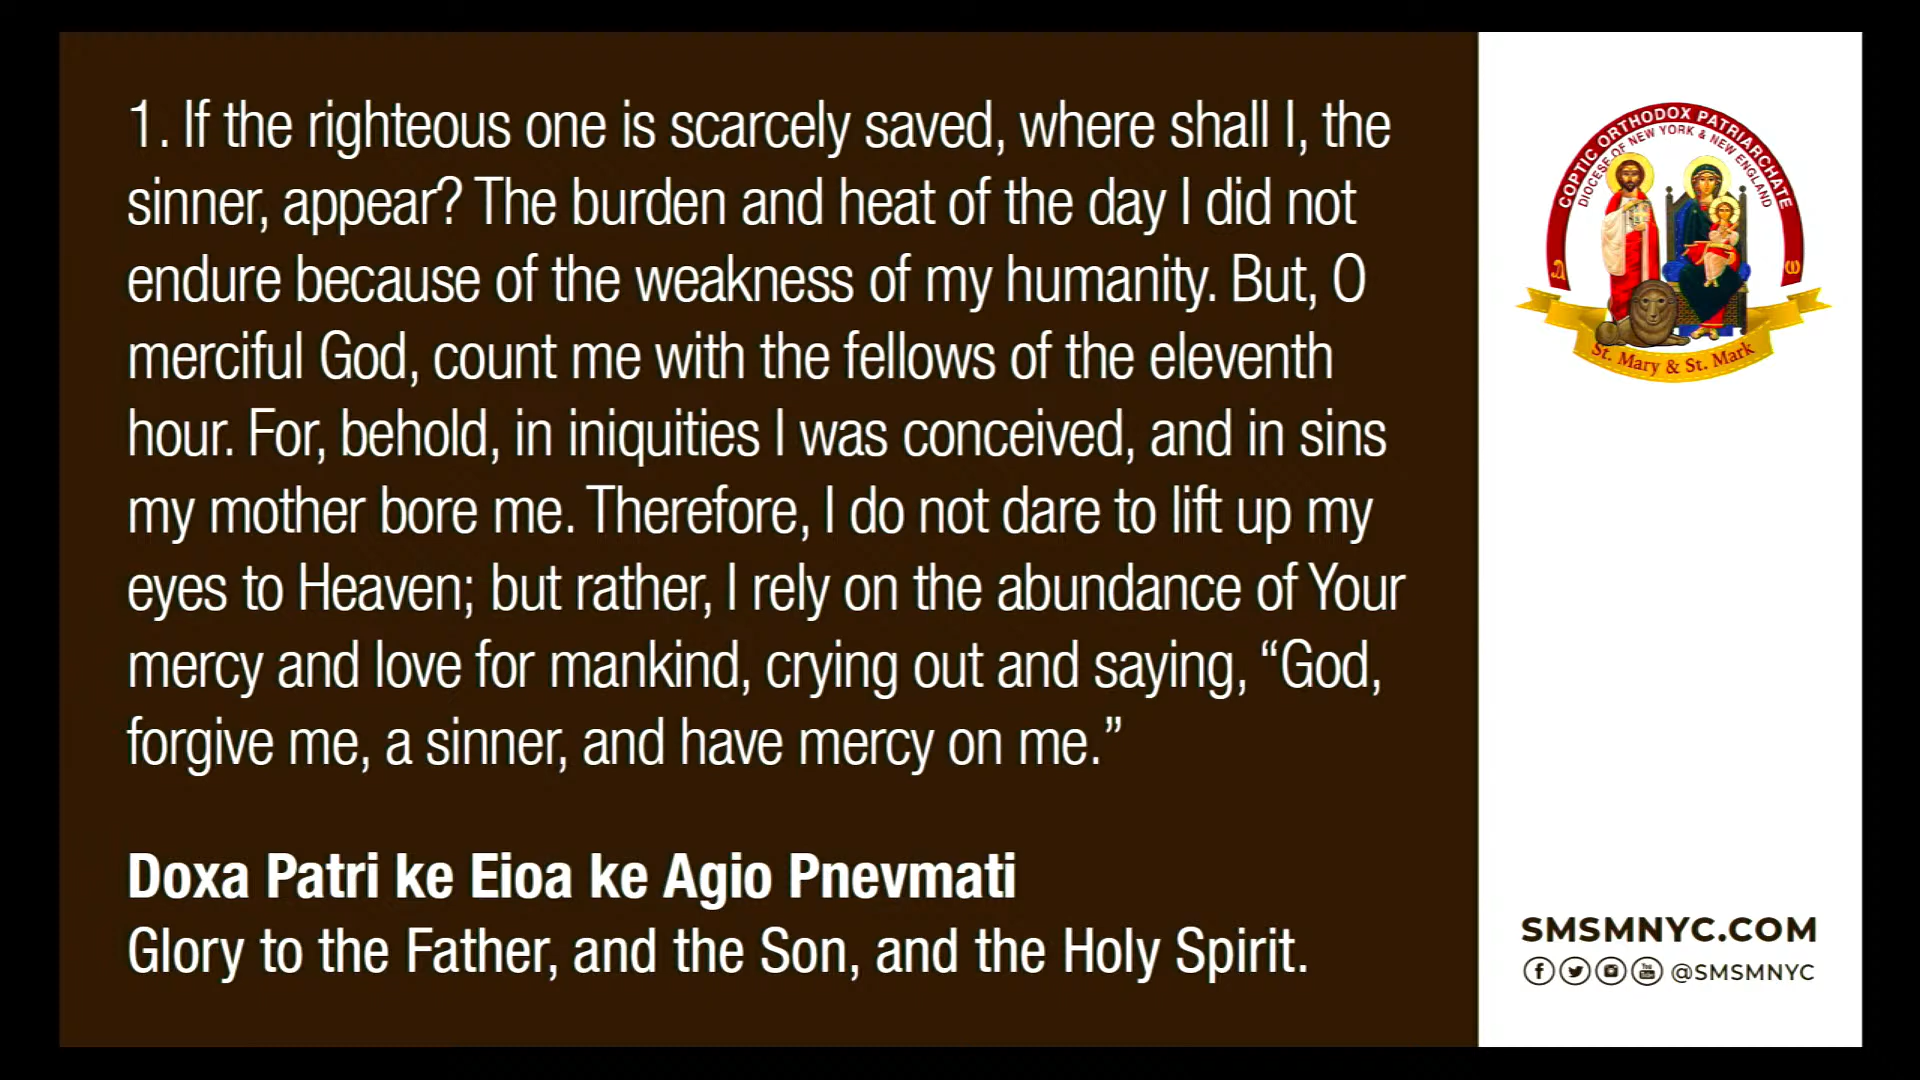 1. If the righteous one is scarcely saved, where shall I, the
sinner, appear? The burden and heat of the day I did not
endure because of the weakness of my humanity. But, O
merciful God, count me with the fellows of the eleventh
hour. For, behold, in iniquities I was conceived, and in sins
my mother bore me. Therefore, I do not dare to lift up my
eyes to Heaven; but rather, I rely on the abundance of Your
mercy and love for mankind, crying out and saying, “God,
forgive me, a sinner, and have mercy on me.”
Doxa Patri ke Eioa ke Agio Pnevmati
Glory to the Father, and the Son, and the Holy Spirit.
COPTIC ORTHODOX PATRIARCHATE
DIOCESE OF NEW YORK & NEW ENGLAND
St. Mary & St. Mark
SMSMNYC.COM
@SMSMNYC